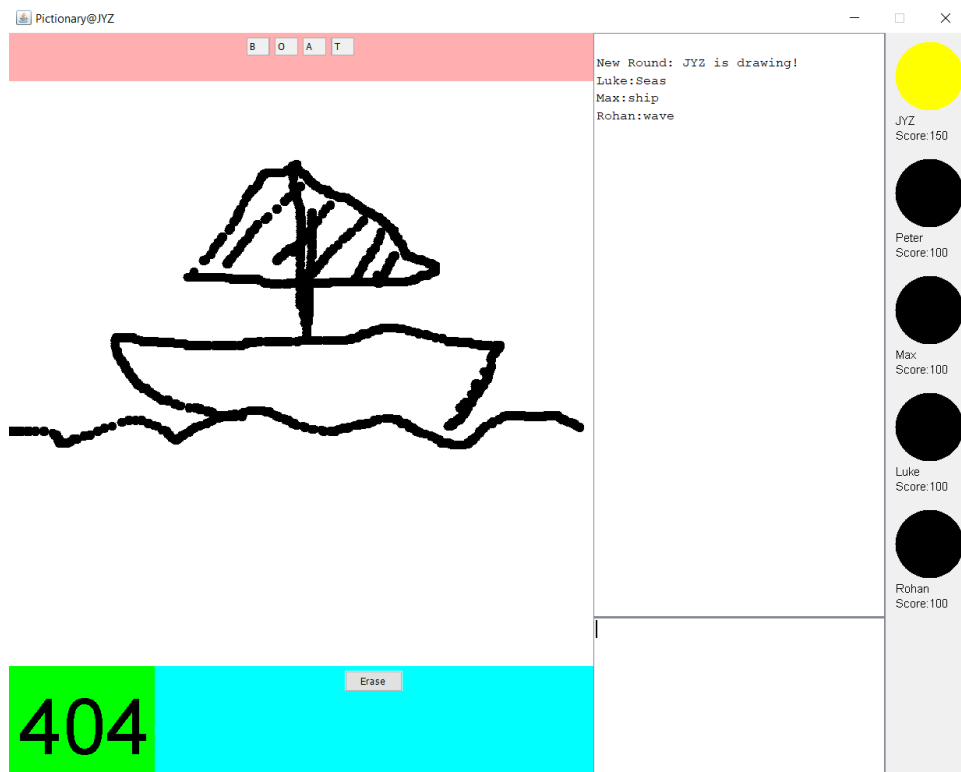 Pictionary@JYZ
B O A T
New Round: JYZ is drawing!
Luke:Seas
Max:ship
Rohan:wave
JYZ
Score:150
Peter
Score:100
Max
Score:100
Luke
Score:100
Rohan
Score:100
Erase
404